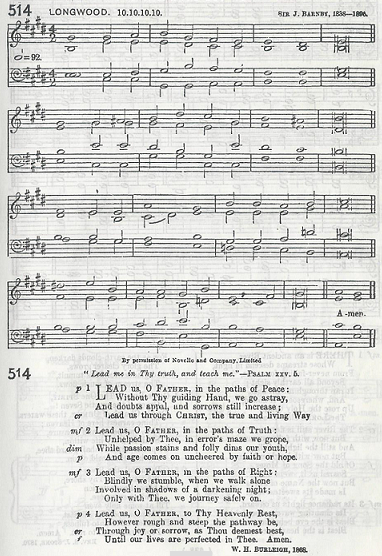 514 LONGWOOD. 10.10.10.10. SIR J. BARNBY, 1838—1896.
=92.
A-men.
By permission of Novello and Company, Limited
514 "Lead me in Thy truth, and teach me."—PSALM xxv. 5.
p 1 LEAD us, O FATHER, in the paths of Peace:
Without Thy guiding Hand, we go astray,
And doubts appal, and sorrows still increase;
cr Lead us through CHRIST, the true and living Way
mf 2 Lead us, O FATHER, in the paths of Truth:
Unhelped by Thee, in error's maze we grope,
dim While passion stains and folly dims our youth,
p And age comes on uncheered by faith or hope.
mf 3 Lead us, O FATHER, in the paths of Right:
Blindly we stumble, when we walk alone
Involved in shadows of a darkening night;
Only with Thee, we journey safely on.
p 4 Lead us, O FATHER, to Thy Heavenly Rest,
However rough and steep the pathway be,
cr Through joy or sorrow, as Thou deemest best,
f Until our lives are perfected in Thee. Amen.
W. H. BURLEIGH, 1868.